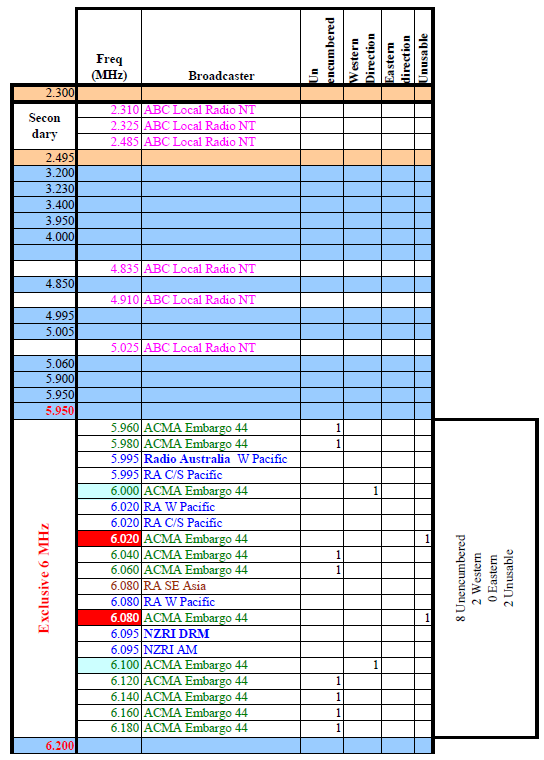 Freq (MHz) Broadcaster Un encumbered Western Direction Eastern direction Unusable
2.300
Secon dary
2.310 ABC Local Radio NT
2.325 ABC Local Radio NT
2.485 ABC Local Radio NT
2.495
3.200
3.230
3.400
3.950
4.000
4.835 ABC Local Radio NT
4.850
4.910 ABC Local Radio NT
4.995
5.005
5.025 ABC Local Radio NT
5.060
5.900
5.950
5.950
Exclusive 6 MHz
5.960 ACMA Embargo 44 1
5.980 ACMA Embargo 44 1
5.995 Radio Australia W Pacific
5.995 RA C/S Pacific
6.000 ACMA Embargo 44 1
6.020 RA W Pacific
6.020 RA C/S Pacific
6.020 ACMA Embargo 44 1
6.040 ACMA Embargo 44 1
6.060 ACMA Embargo 44 1
6.080 RA SE Asia
6.080 RA W Pacific
6.080 ACMA Embargo 44 1
6.095 NZRI DRM
6.095 NZRI AM
6.100 ACMA Embargo 44 1
6.120 ACMA Embargo 44 1
6.140 ACMA Embargo 44 1
6.160 ACMA Embargo 44 1
6.180 ACMA Embargo 44 1
8 Unencumbered
2 Western
0 Eastern
2 Unusable
6.200